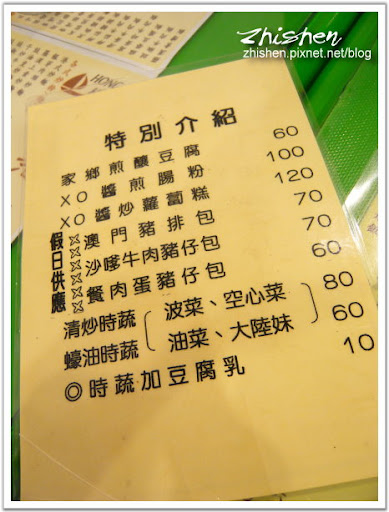 Zhishen
zhishen.pixnet.net/blog
HONG
特別介紹
家鄉煎釀豆腐 60
XO醬煎腸粉 100
XO醬炒蘿蔔糕 120
假日供應
澳門豬排包 70
沙嗲牛肉豬仔包 70
餐肉蛋豬仔包 60
清炒時蔬 波菜、空心菜 80
蠔油時蔬 油菜、大陸妹 60
◎時蔬加豆腐乳 10